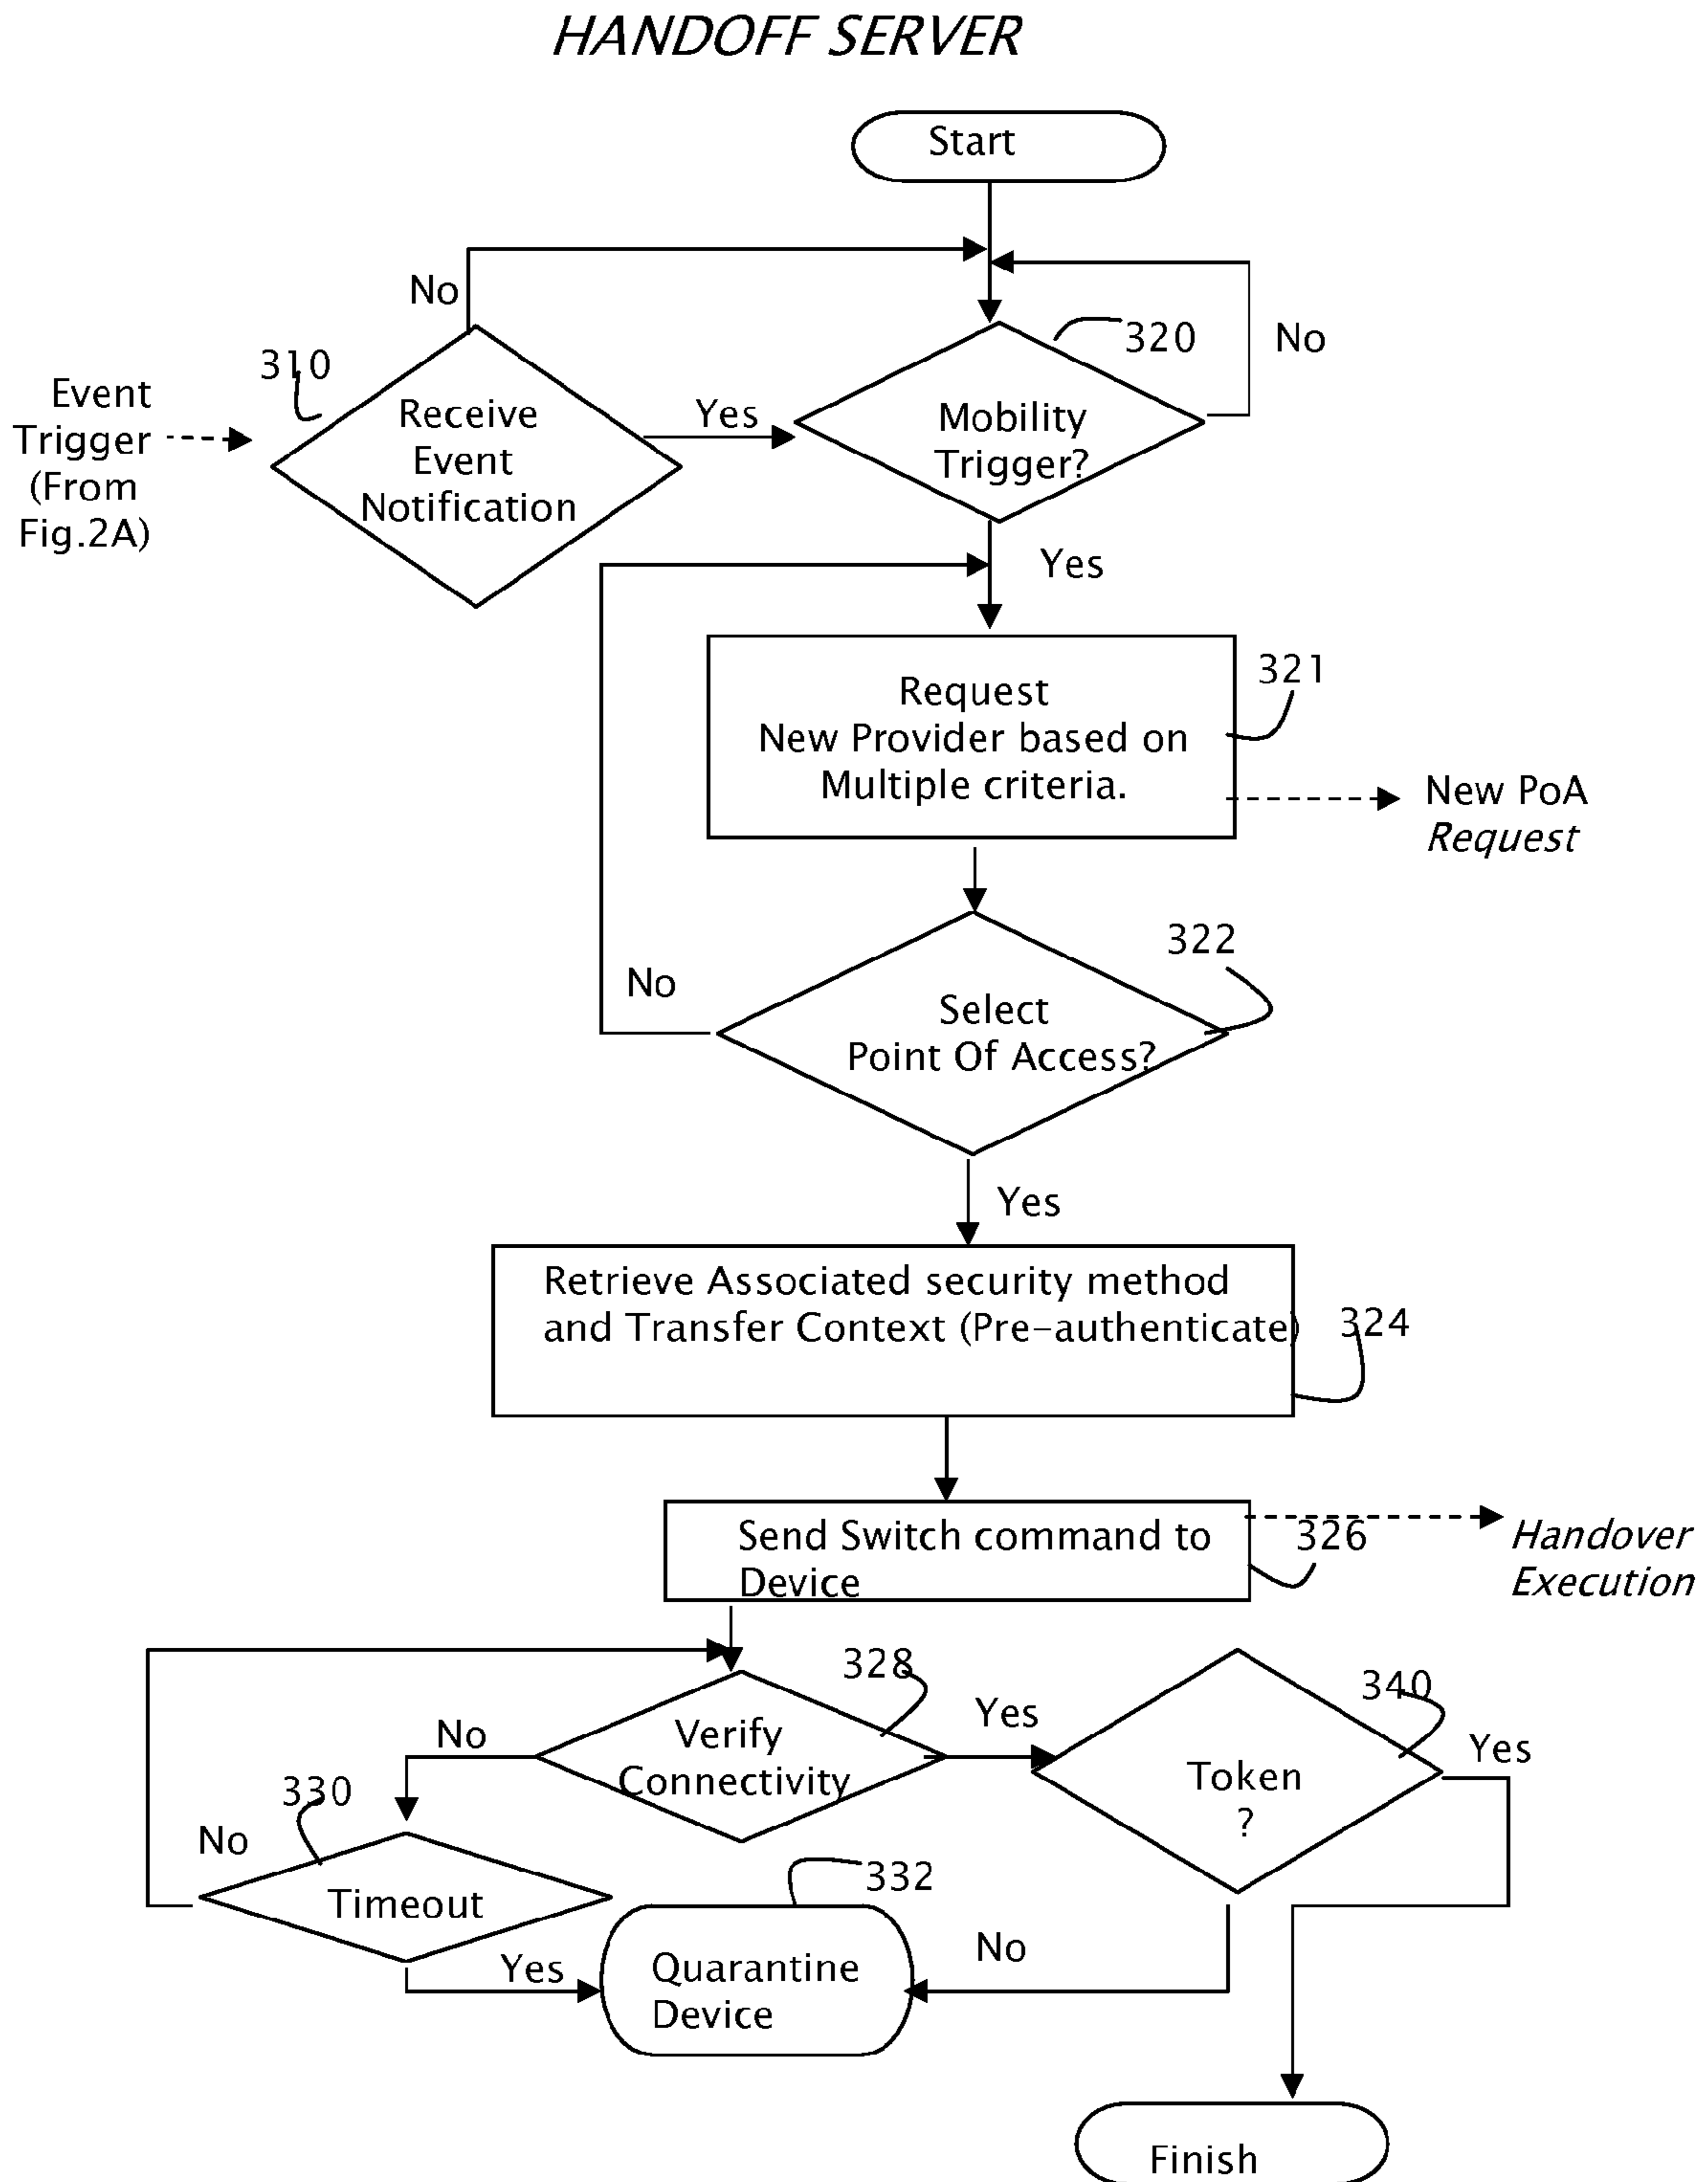 HANDOFF SERVER
Start
No
310
320
No
Event
Trigger
(From
Fig.2A)
Receive
Event
Notification
Yes
Mobility
Trigger?
Yes
Request
New Provider based on
Multiple criteria.
321
New PoA
Request
322
No
Select
Point Of Access?
Yes
Retrieve Associated security method
and Transfer Context (Pre-authenticate)
324
Send Switch command to
Device
326
Handover
Execution
328
340
No
Verify
Connectivity
Yes
Yes
Token
?
330
No
Timeout
332
Yes
Quarantine
Device
No
Finish